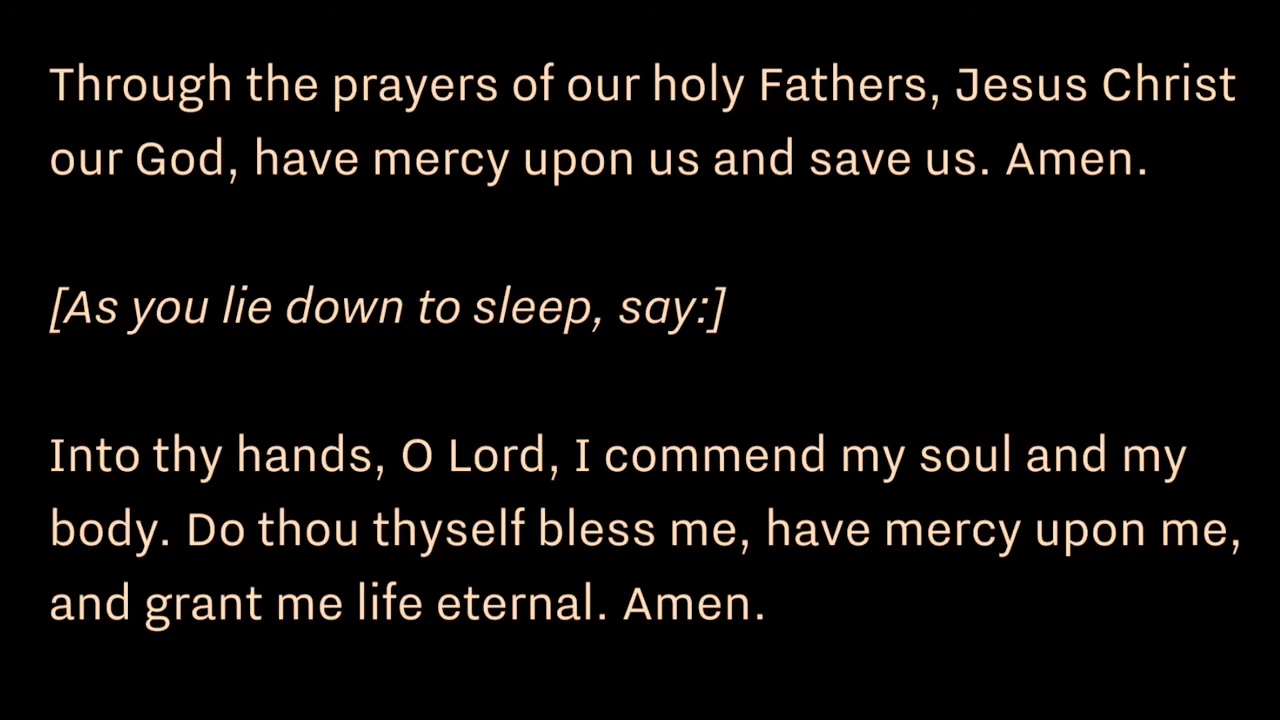 Through the prayers of our holy Fathers, Jesus Christ
our God, have mercy upon us and save us. Amen.
[As you lie down to sleep, say:]
Into thy hands, O Lord, I commend my soul and my
body. Do thou thyself bless me, have mercy upon me,
and grant me life eternal. Amen.